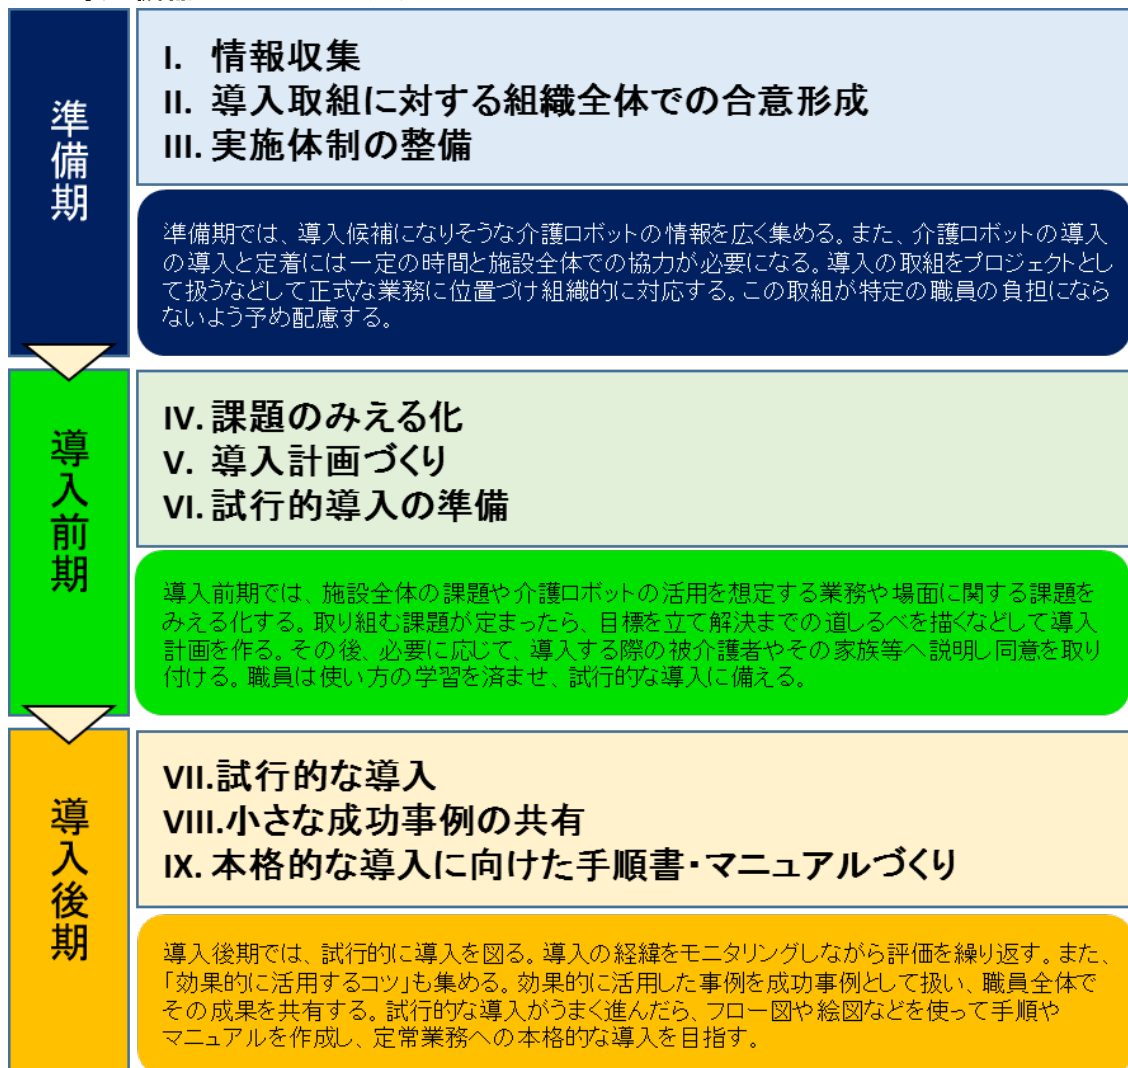 準備期
I. 情報収集
II. 導入取組に対する組織全体での合意形成
III. 実施体制の整備
準備期では、導入候補になりそうな介護ロボットの情報を広く集める。また、介護ロボットの導入
の導入と定着には一定の時間と施設全体での協力が必要になる。導入の取組をプロジェクトとし
て扱うなどして正式な業務に位置づけ組織的に対応する。この取組が特定の職員の負担になら
ないよう予め配慮する。
導入前期
IV. 課題のみえる化
V. 導入計画づくり
VI. 試行的導入の準備
導入前期では、施設全体の課題や介護ロボットの活用を想定する業務や場面に関する課題を
みえる化する。取り組む課題が定まったら、目標を立て解決までの道しるべを描くなどして導入
計画を作る。その後、必要に応じて、導入する際の被介護者やその家族等へ説明し同意を取り
付ける。職員は使い方の学習を済ませ、試行的な導入に備える。
導入後期
VII.試行的な導入
VIII.小さな成功事例の共有
IX. 本格的な導入に向けた手順書・マニュアルづくり
導入後期では、試行的に導入を図る。導入の経緯をモニタリングしながら評価を繰り返す。また、
「効果的に活用するコツ」も集める。効果的に活用した事例を成功事例として扱い、職員全体で
その成果を共有する。試行的な導入がうまく進んだら、フロー図や絵図などを使って手順や
マニュアルを作成し、定常業務への本格的な導入を目指す。